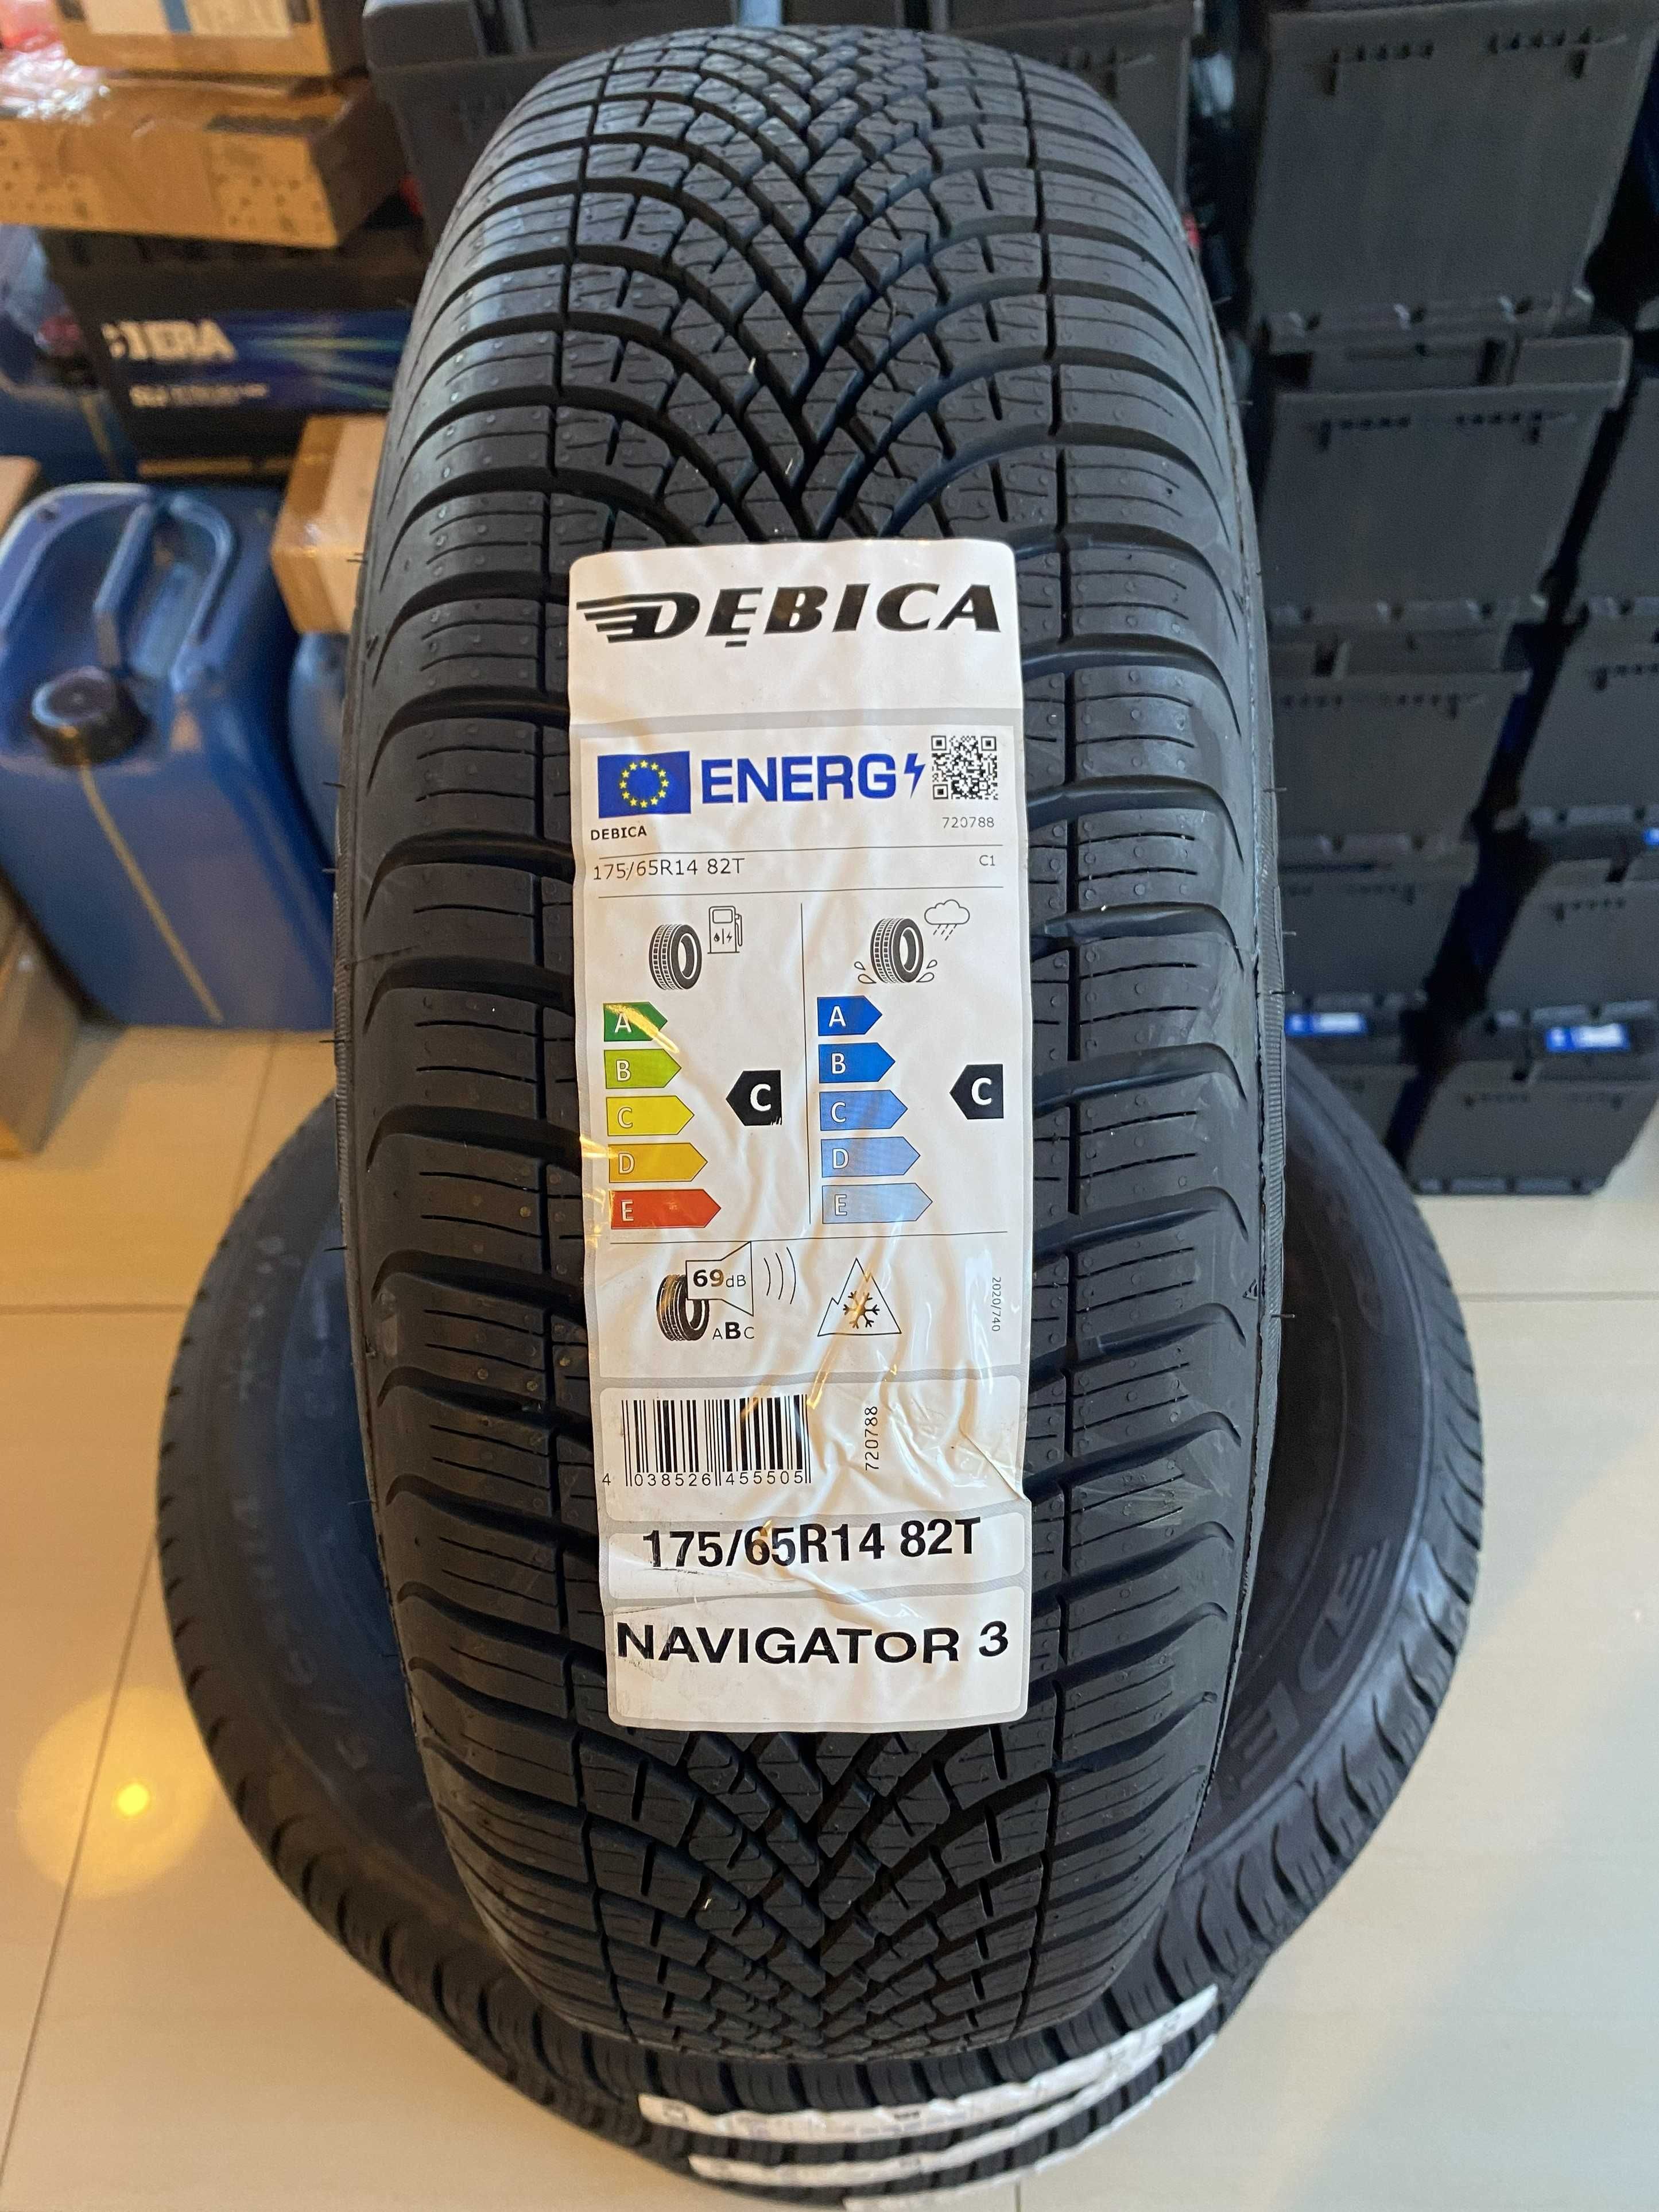 DĘBICA
ENERG
DEBICA
720788
175/65R14 82T
C1
A
B
C
D
E
C
A
B
C
D
E
C
69dB
ABC
2020/740
4 038526 455505
720788
175/65R14 82T
NAVIGATOR 3